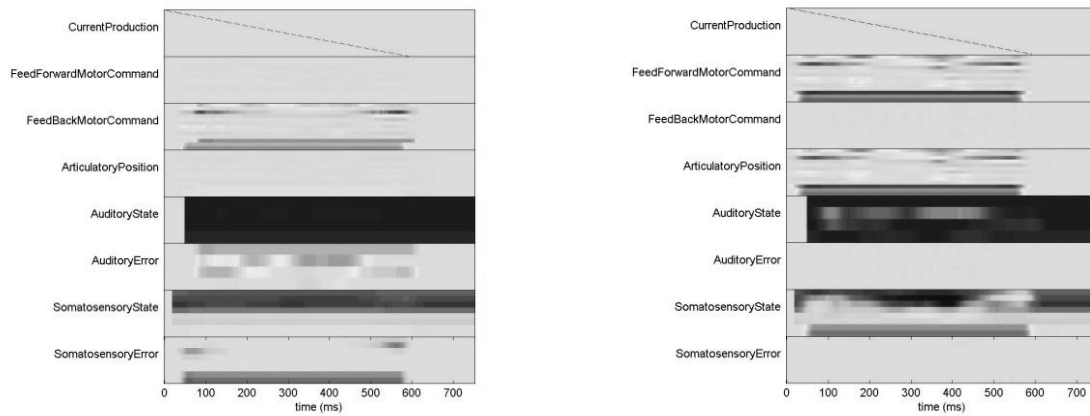 CurrentProduction
FeedForwardMotorCommand
FeedBackMotorCommand
ArticulatoryPosition
AuditoryState
AuditoryError
SomatosensoryState
SomatosensoryError
0 100 200 300 400 500 600 700
time (ms)
CurrentProduction
FeedForwardMotorCommand
FeedBackMotorCommand
ArticulatoryPosition
AuditoryState
AuditoryError
SomatosensoryState
SomatosensoryError
0 100 200 300 400 500 600 700
time (ms)